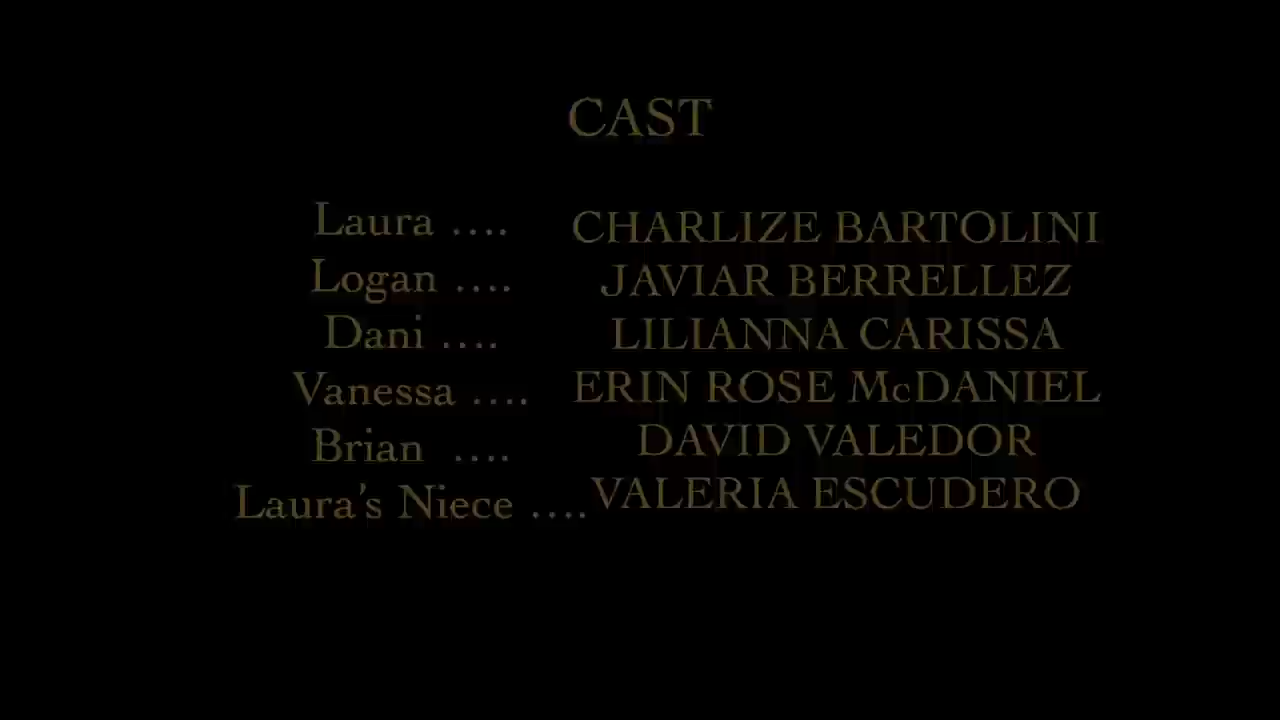 CAST
Laura .... CHARLIZE BARTOLINI
Logan .... JAVIAR BERRELLEZ
Dani .... LILIANNA CARISSA
Vanessa .... ERIN ROSE McDANIEL
Brian .... DAVID VALEDOR
Laura's Niece .... VALERIA ESCUDERO